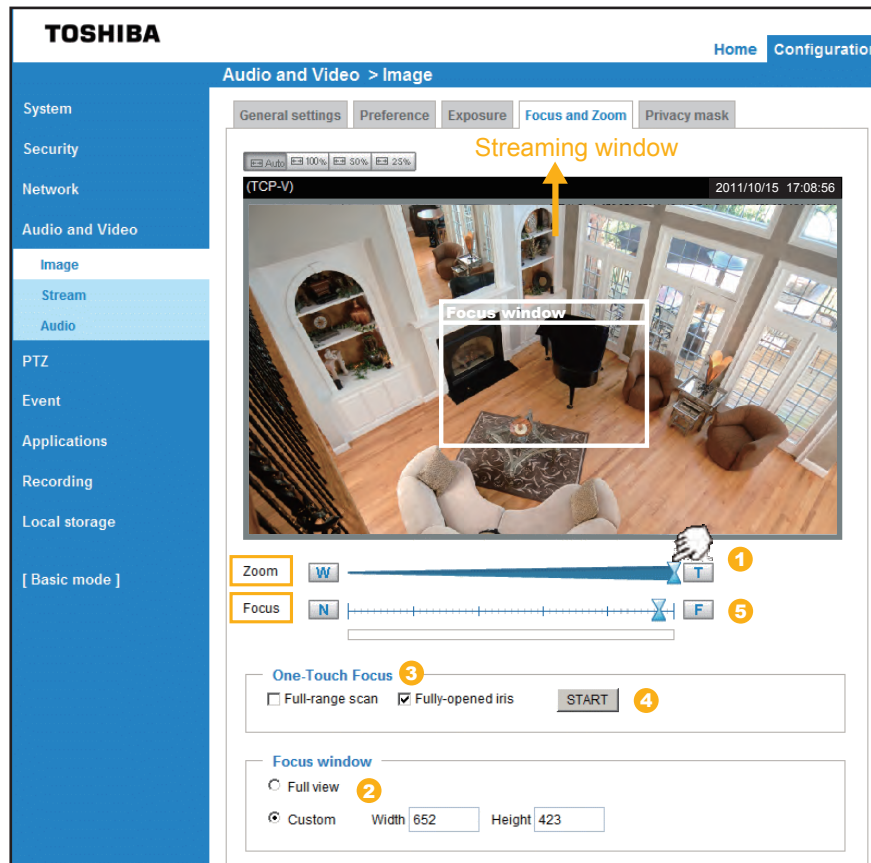 TOSHIBA
Home Configuration
Audio and Video > Image
System
Security
Network
Audio and Video
Image
Stream
Audio
PTZ
Event
Applications
Recording
Local storage
[ Basic mode ]
General settings Preference Exposure Focus and Zoom Privacy mask
Streaming window
Auto 100% 50% 25%
(TCP-V) 2011/10/15 17:08:56
Focus window
Zoom W T 1
Focus N F 5
One-Touch Focus 3
Full-range scan Fully-opened iris START 4
Focus window
Full view 2
Custom Width 652 Height 423